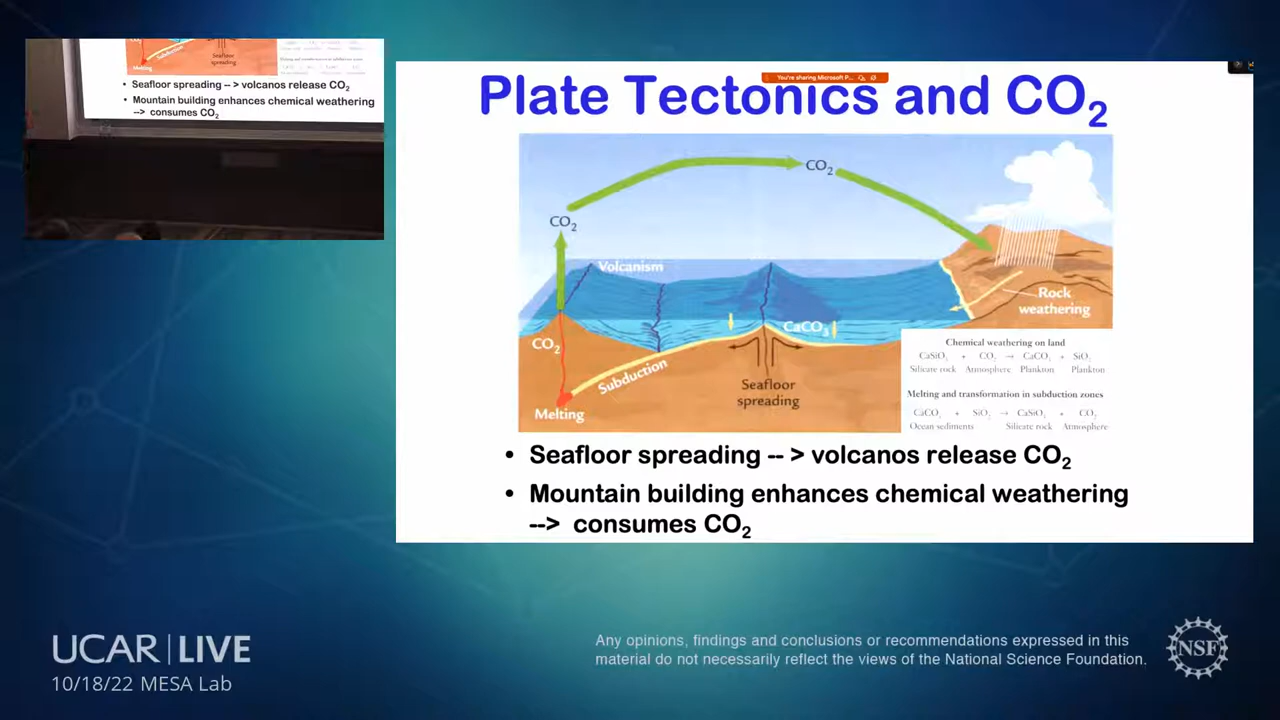 Melting
Subduction
Seafloor
spreading
• Seafloor spreading -- > volcanos release CO₂
• Mountain building enhances chemical weathering
--> consumes CO₂
You're sharing Microsoft P...
Plate Tectonics and CO₂
CO₂
CO₂
Volcanism
Rock
weathering
CaCO₃
CO₂
Subduction
Melting
Seafloor
spreading
Chemical weathering on land
CaSiO₃ + CO₂ → CaCO₃ + SiO₂
Silicate rock Atmosphere Plankton Plankton
Melting and transformation in subduction zones
CaCO₃ + SiO₂ → CaSiO₃ + CO₂
Ocean sediments Silicate rock Atmosphere
• Seafloor spreading -- > volcanos release CO₂
• Mountain building enhances chemical weathering
--> consumes CO₂
UCAR | LIVE
10/18/22 MESA Lab
Any opinions, findings and conclusions or recommendations expressed in this
material do not necessarily reflect the views of the National Science Foundation.
NSF